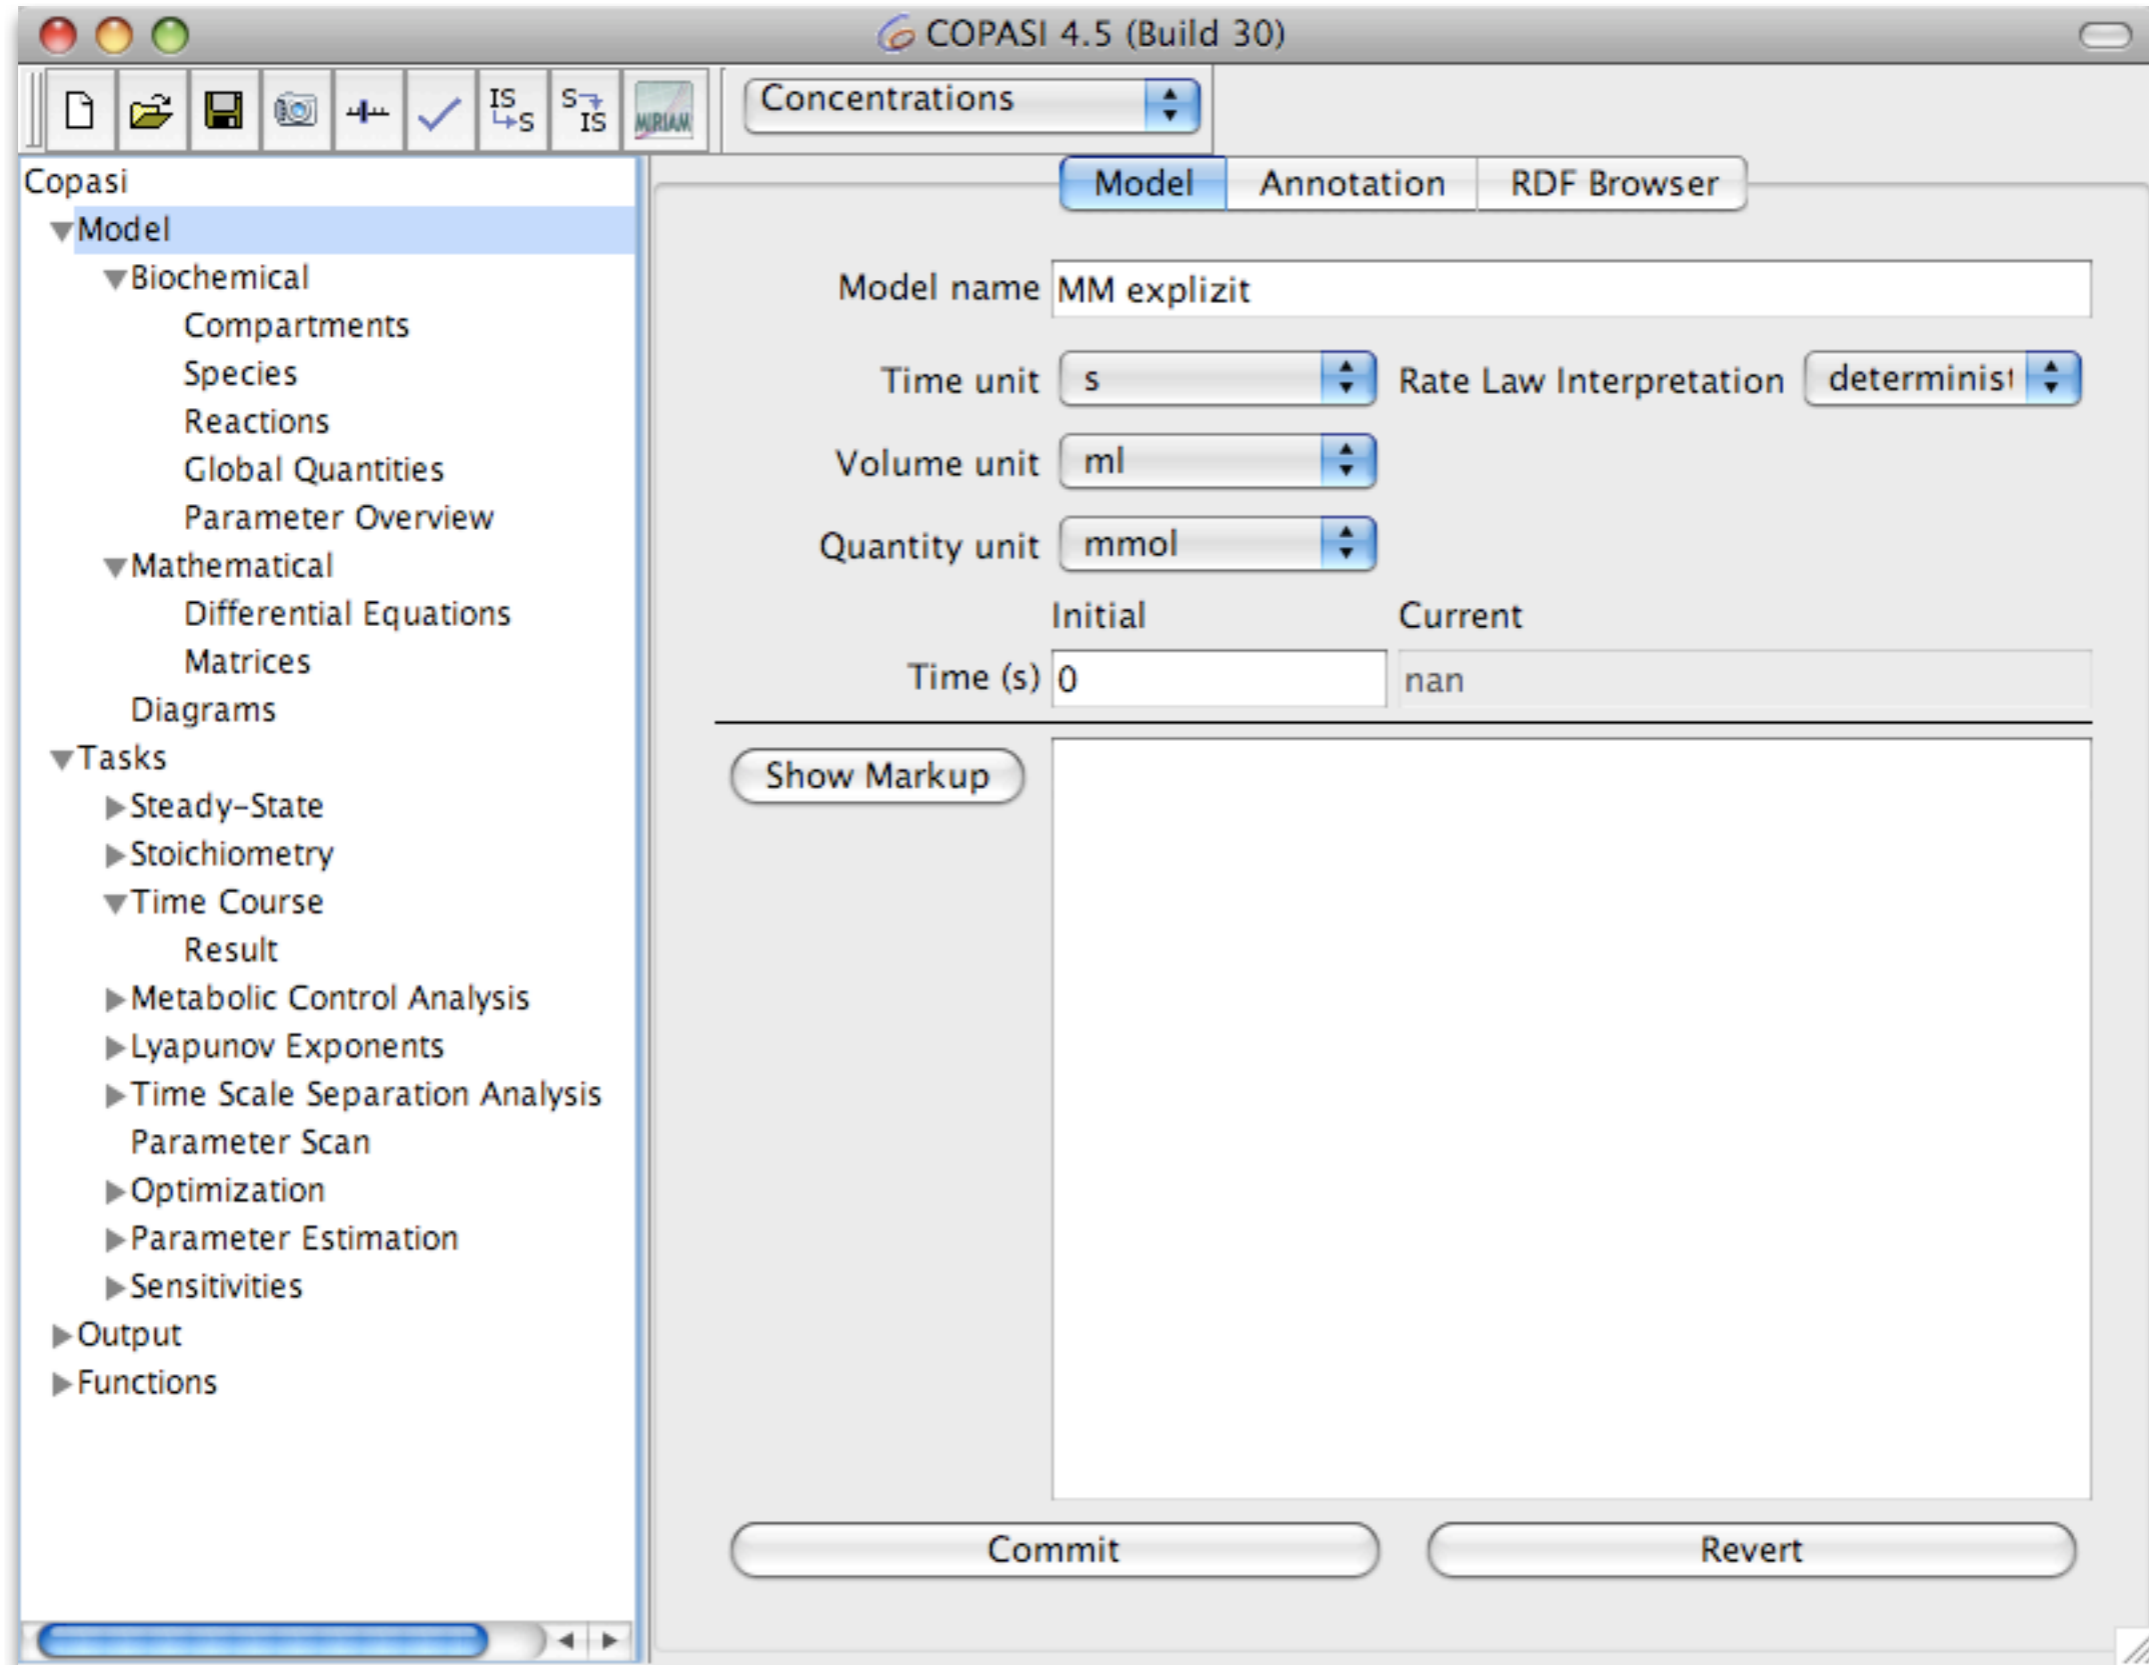 COPASI 4.5 (Build 30)
IS
S
S
IS
MIRIAM
Concentrations
Copasi
Model
Biochemical
Compartments
Species
Reactions
Global Quantities
Parameter Overview
Mathematical
Differential Equations
Matrices
Diagrams
Tasks
Steady-State
Stoichiometry
Time Course
Result
Metabolic Control Analysis
Lyapunov Exponents
Time Scale Separation Analysis
Parameter Scan
Optimization
Parameter Estimation
Sensitivities
Output
Functions
Model Annotation RDF Browser
Model name MM explizit
Time unit s Rate Law Interpretation determinist
Volume unit ml
Quantity unit mmol
Initial Current
Time (s) 0 nan
Show Markup
Commit Revert